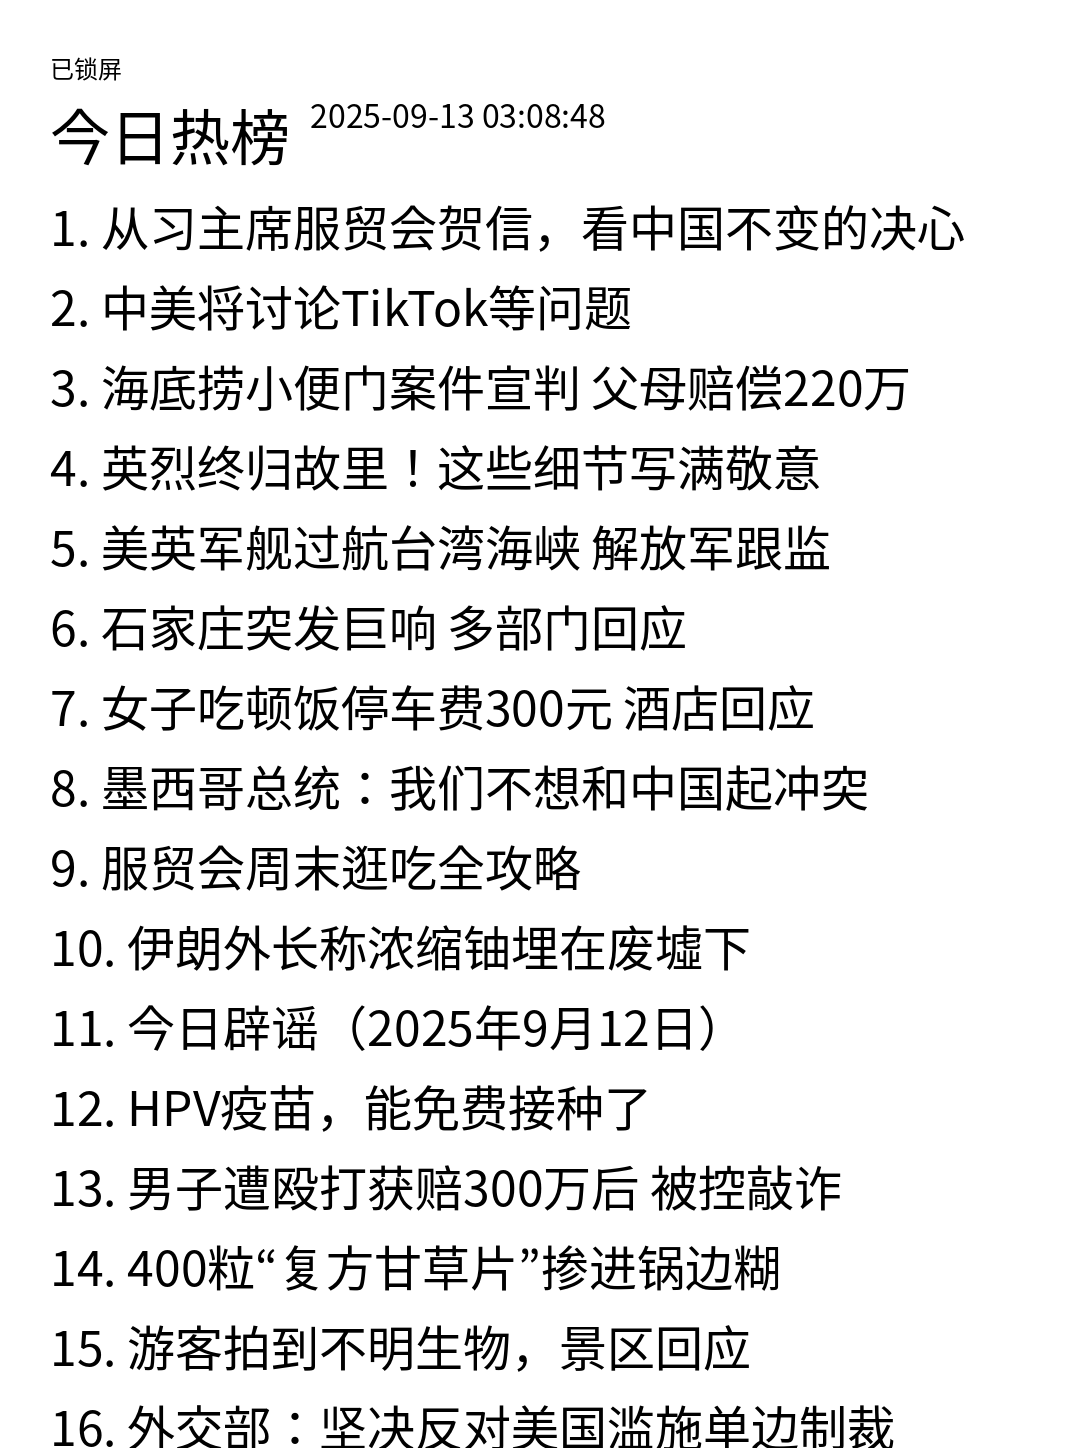 已锁屏
今日热榜 2025-09-13 03:08:48
1. 从习主席服贸会贺信，看中国不变的决心
2. 中美将讨论TikTok等问题
3. 海底捞小便门案件宣判 父母赔偿220万
4. 英烈终归故里！这些细节写满敬意
5. 美英军舰过航台湾海峡 解放军跟监
6. 石家庄突发巨响 多部门回应
7. 女子吃顿饭停车费300元 酒店回应
8. 墨西哥总统：我们不想和中国起冲突
9. 服贸会周末逛吃全攻略
10. 伊朗外长称浓缩铀埋在废墟下
11. 今日辟谣（2025年9月12日）
12. HPV疫苗，能免费接种了
13. 男子遭殴打获赔300万后 被控敲诈
14. 400粒“复方甘草片”掺进锅边糊
15. 游客拍到不明生物，景区回应
16. 外交部：坚决反对美国滥施单边制裁